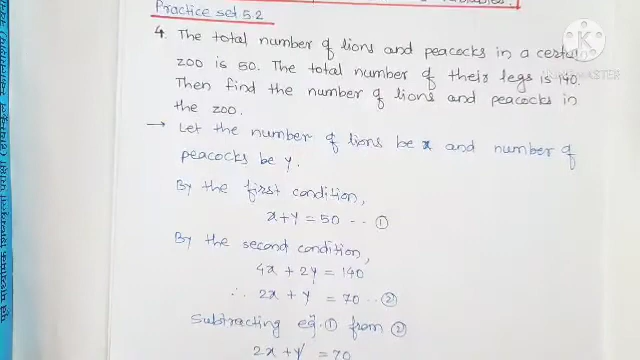 Practice set 5.2
4. The total number of lions and peacocks in a certain
zoo is 50. The total number of their legs is 140.
Then find the number of lions and peacocks in
the zoo.
→ Let the number of lions be x and number of
peacocks be y.
By the first condition,
x+y = 50 -- ①
By the second condition,
4x + 2y = 140
∴ 2x + y = 70 ..②
Subtracting eqⁿ. ① from ②
2x + y = 70